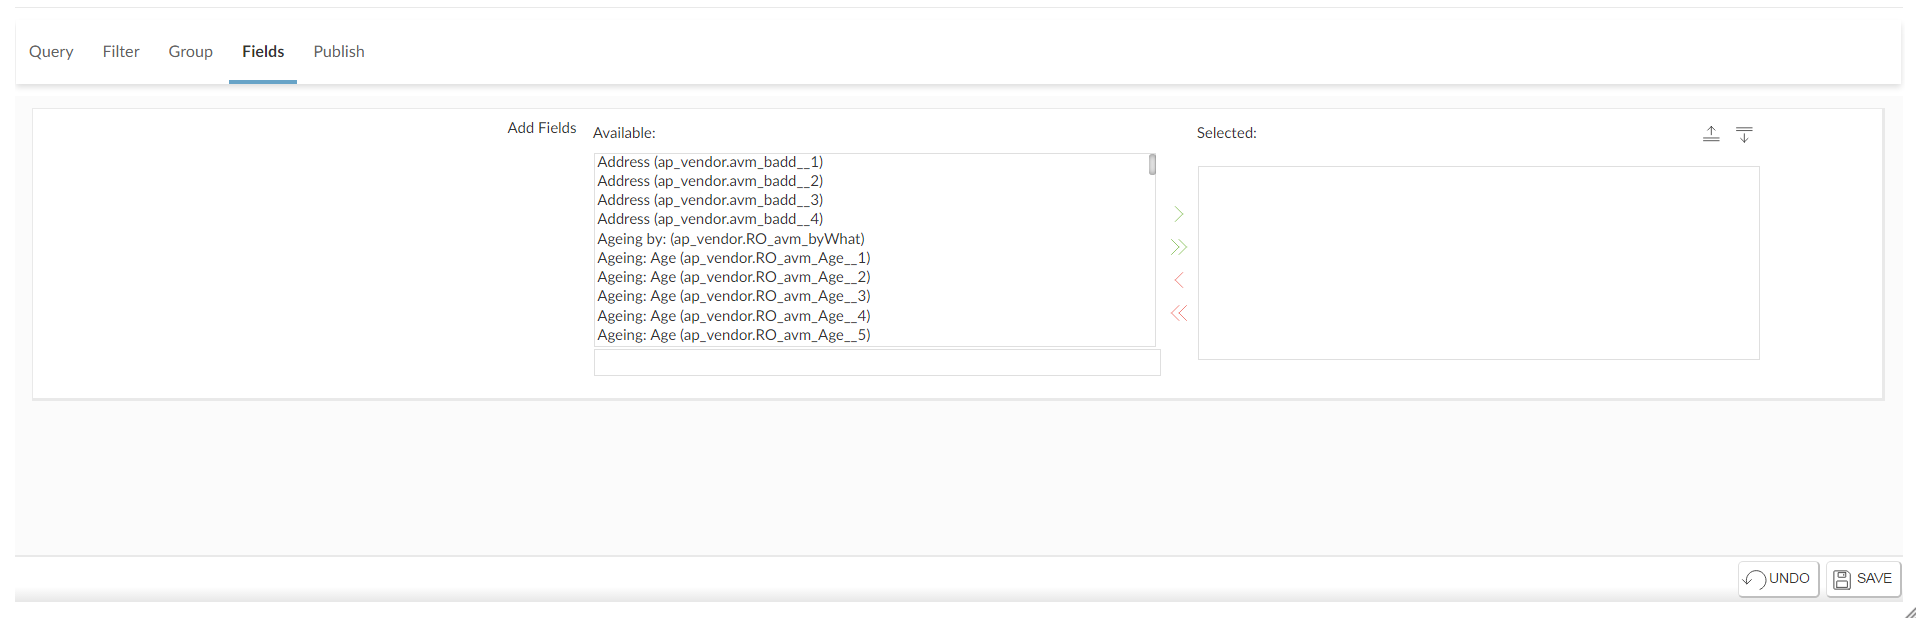 Query Filter Group Fields Publish
Add Fields Available: Selected:
Address (ap_vendor.avm_badd__1)
Address (ap_vendor.avm_badd__2)
Address (ap_vendor.avm_badd__3)
Address (ap_vendor.avm_badd__4)
Ageing by: (ap_vendor.RO_avm_byWhat)
Ageing: Age (ap_vendor.RO_avm_Age__1)
Ageing: Age (ap_vendor.RO_avm_Age__2)
Ageing: Age (ap_vendor.RO_avm_Age__3)
Ageing: Age (ap_vendor.RO_avm_Age__4)
Ageing: Age (ap_vendor.RO_avm_Age__5)
UNDO SAVE